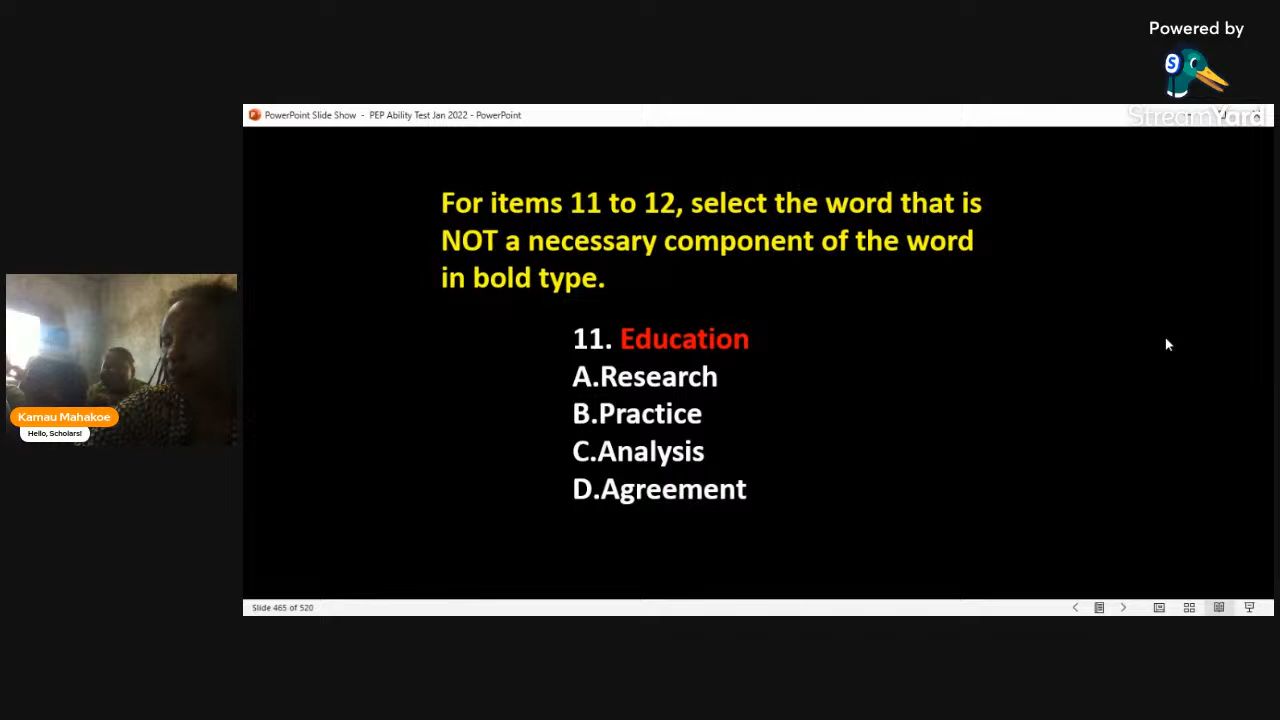 Powered by
S
StreamYard
PowerPoint Slide Show - PEP Ability Test Jan 2022 - PowerPoint
For items 11 to 12, select the word that is
NOT a necessary component of the word
in bold type.
11. Education
A.Research
B.Practice
C.Analysis
D.Agreement
Kamau Mahakoe
Hello, Scholars!
Slide 465 of 520